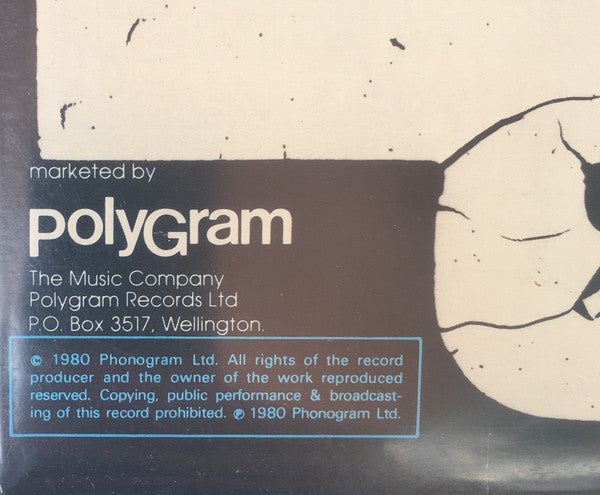 marketed by
polyGram
The Music Company
Polygram Records Ltd
P.O. Box 3517, Wellington.
© 1980 Phonogram Ltd. All rights of the record
producer and the owner of the work reproduced
reserved. Copying, public performance & broadcast-
ing of this record prohibited. ℗ 1980 Phonogram Ltd.